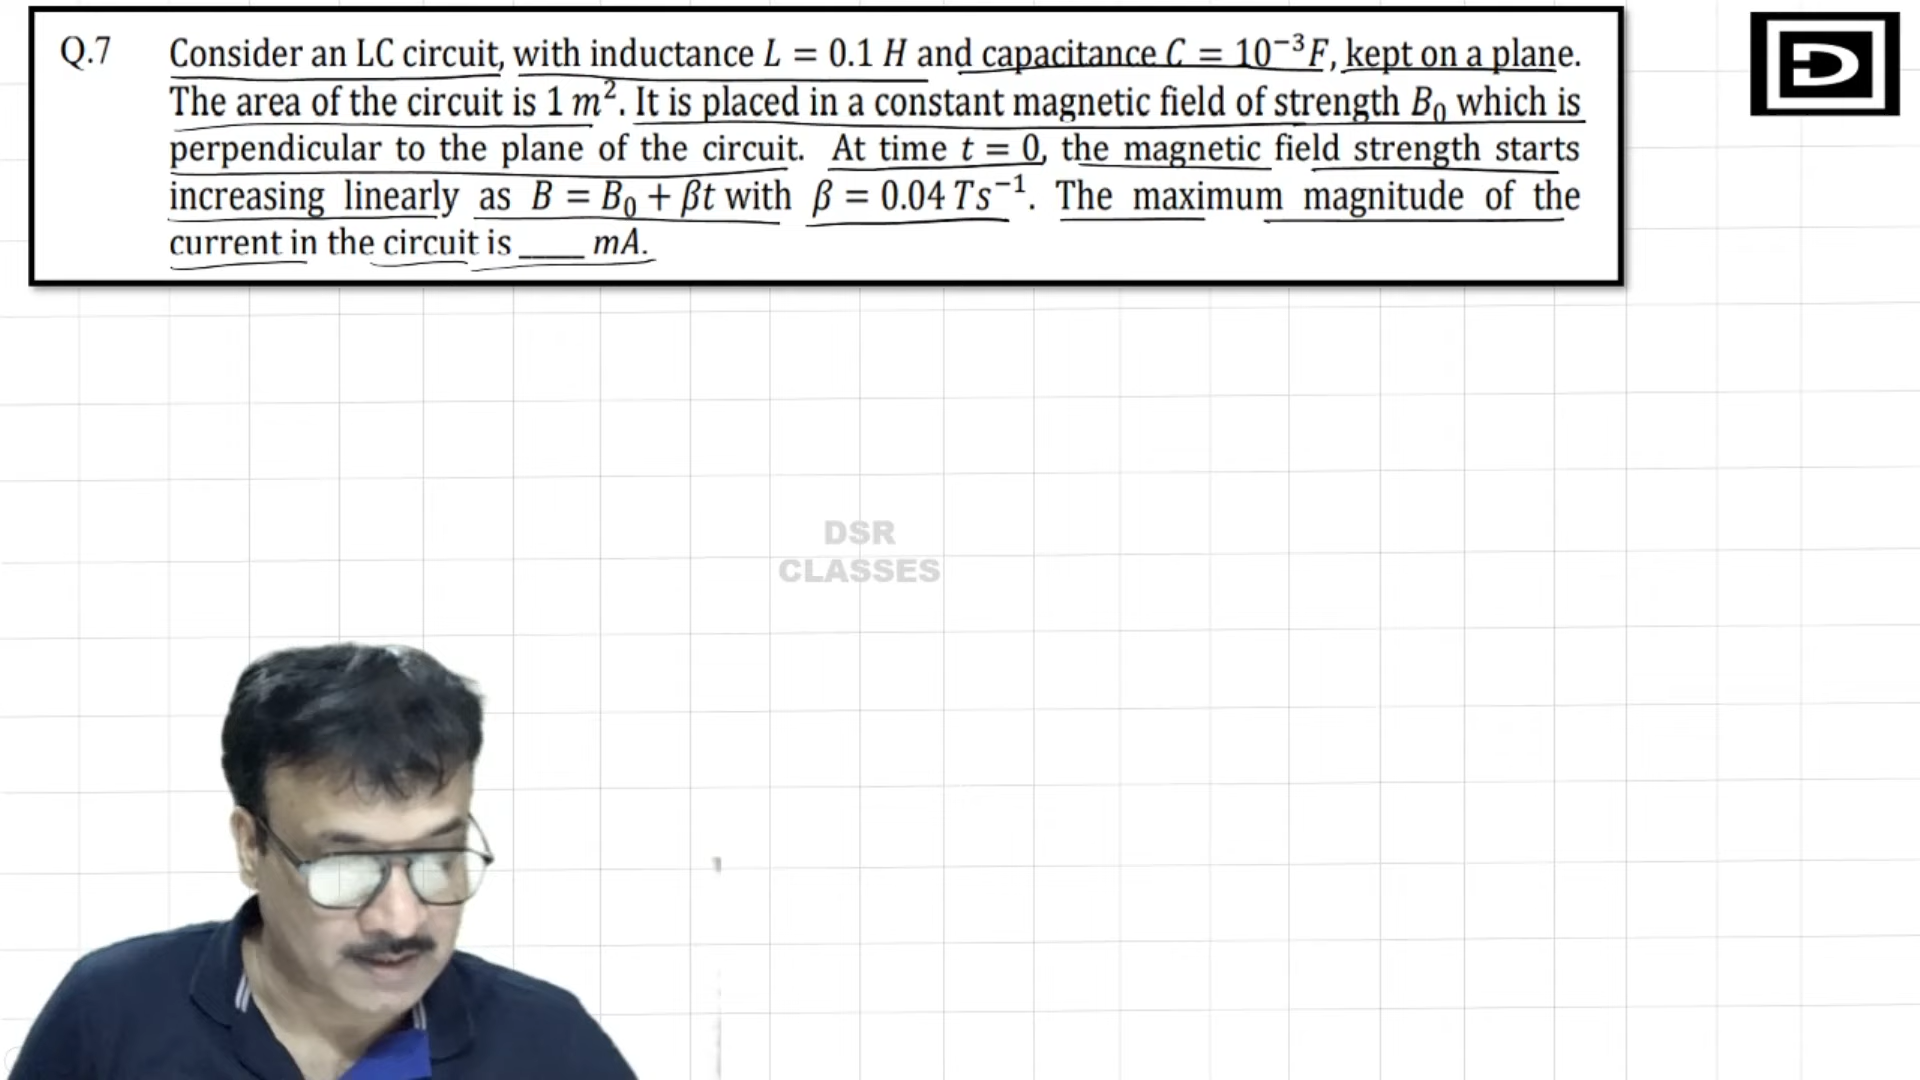 Q.7 Consider an LC circuit, with inductance L = 0.1 H and capacitance C = 10⁻³F, kept on a plane.
The area of the circuit is 1 m². It is placed in a constant magnetic field of strength B₀ which is
perpendicular to the plane of the circuit. At time t = 0, the magnetic field strength starts
increasing linearly as B = B₀ + βt with β = 0.04 Ts⁻¹. The maximum magnitude of the
current in the circuit is ____ mA.
DSR
CLASSES